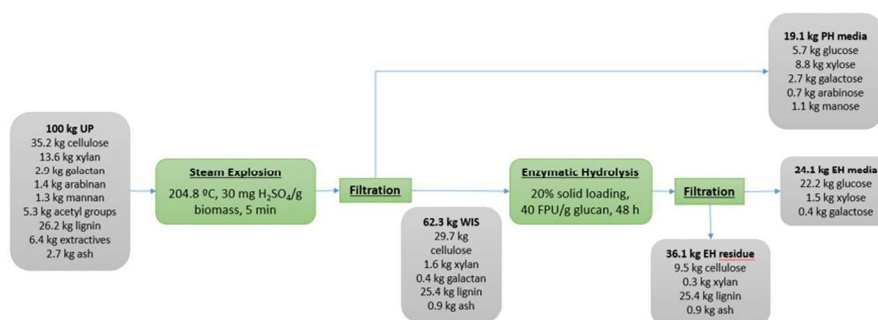 19.1 kg PH media
5.7 kg glucose
8.8 kg xylose
2.7 kg galactose
0.7 kg arabinose
1.1 kg manose
100 kg UP
35.2 kg cellulose
13.6 kg xylan
2.9 kg galactan
1.4 kg arabinan
1.3 kg mannan
5.3 kg acetyl groups
26.2 kg lignin
6.4 kg extractives
2.7 kg ash
Steam Explosion
204.8 ºC, 30 mg H₂SO₄/g
biomass, 5 min
Filtration
62.3 kg WIS
29.7 kg
cellulose
1.6 kg xylan
0.4 kg galactan
25.4 kg lignin
0.9 kg ash
Enzymatic Hydrolysis
20% solid loading,
40 FPU/g glucan, 48 h
Filtration
24.1 kg EH media
22.2 kg glucose
1.5 kg xylose
0.4 kg galactose
36.1 kg EH residue
9.5 kg cellulose
0.3 kg xylan
25.4 kg lignin
0.9 kg ash